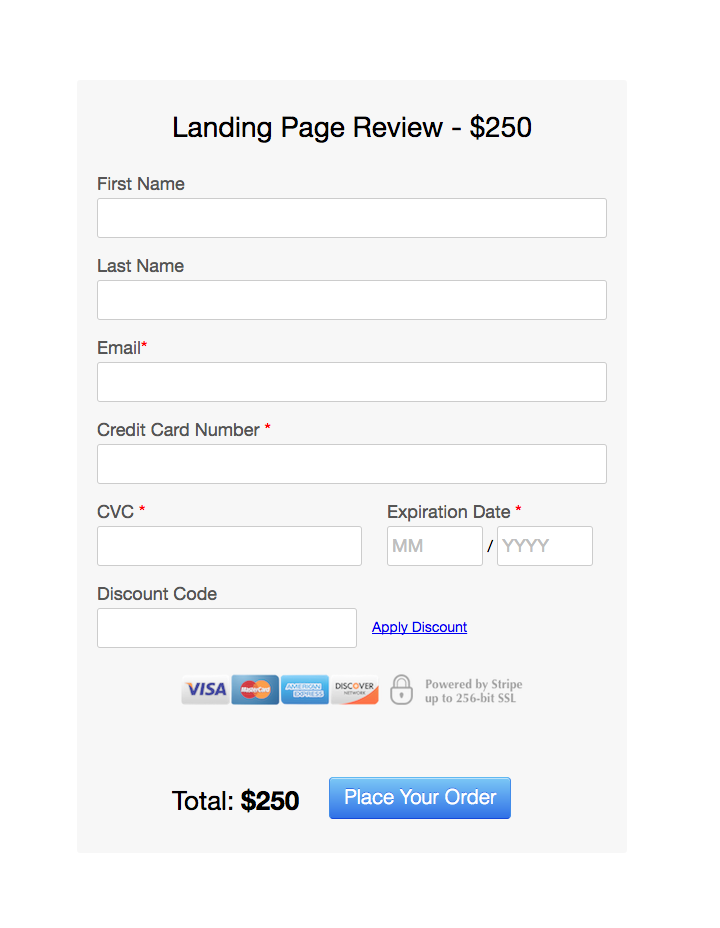 Landing Page Review - $250
First Name
Last Name
Email*
Credit Card Number *
CVC * Expiration Date *
MM / YYYY
Discount Code
Apply Discount
VISA MasterCard AMERICAN EXPRESS DISCOVER NETWORK Powered by Stripe
up to 256-bit SSL
Total: $250 Place Your Order